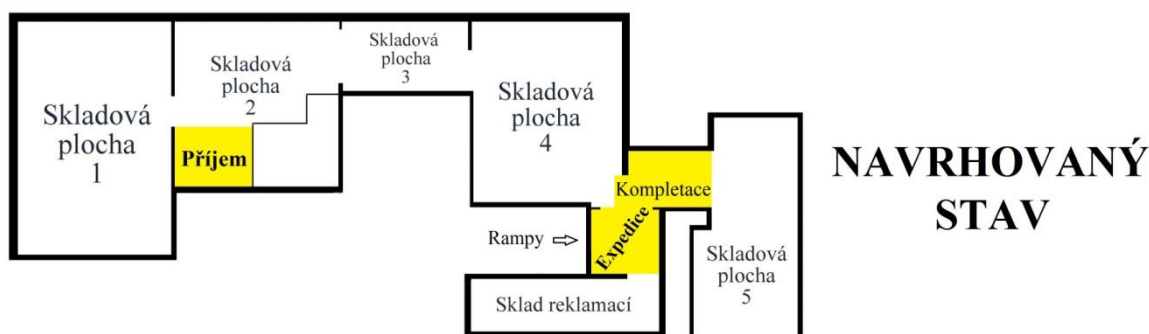 Skladová
plocha
1
Skladová
plocha
2
Příjem
Skladová
plocha
3
Skladová
plocha
4
Kompletace
Expedice
Rampy
Sklad reklamací
Skladová
plocha
5
NAVRHOVANÝ
STAV